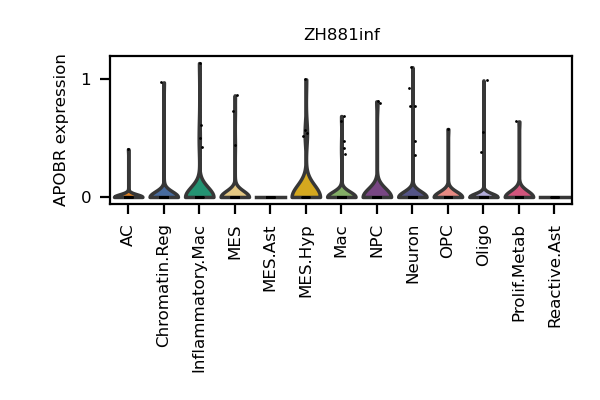 ZH881inf
APOBR expression
1
0
AC
Chromatin.Reg
Inflammatory.Mac
MES
MES.Ast
MES.Hyp
Mac
NPC
Neuron
OPC
Oligo
Prolif.Metab
Reactive.Ast